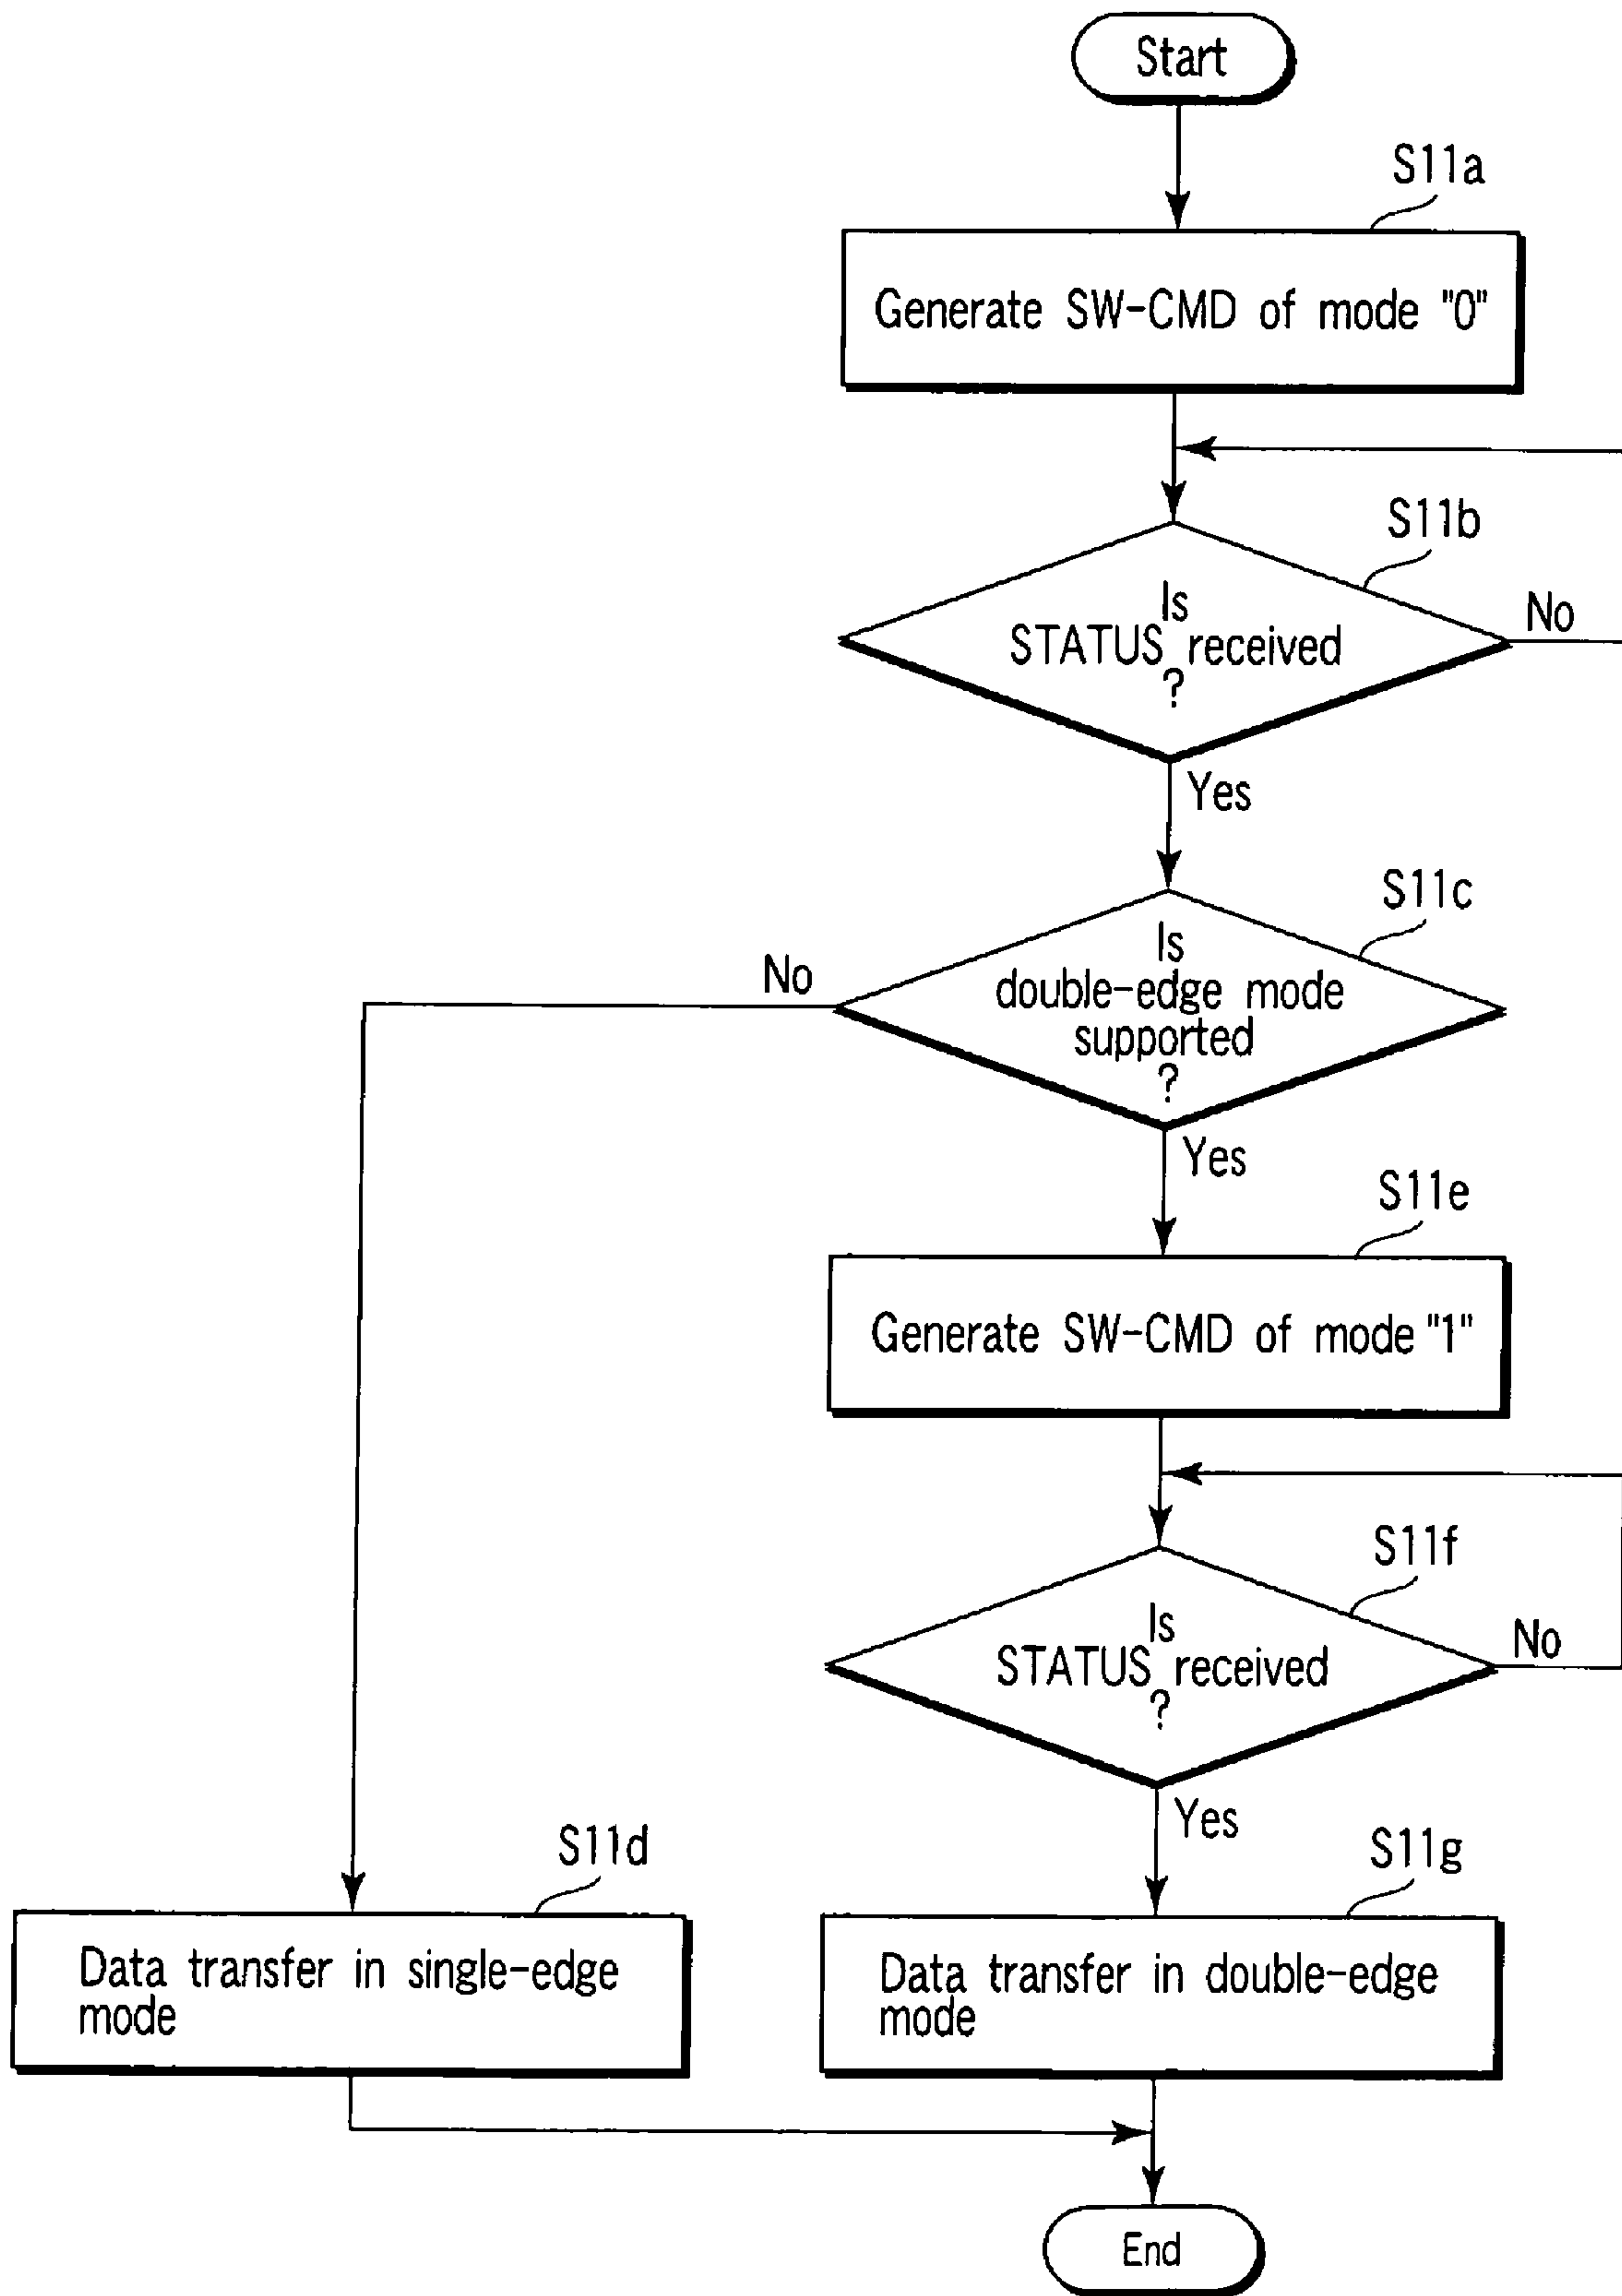 Start
S11a
Generate SW-CMD of mode "0"
S11b
Is
STATUS received
?
No
Yes
S11c
Is
double-edge mode
supported
?
No
Yes
S11e
Generate SW-CMD of mode "1"
S11f
Is
STATUS received
?
No
Yes
S11d
Data transfer in single-edge
mode
S11g
Data transfer in double-edge
mode
End